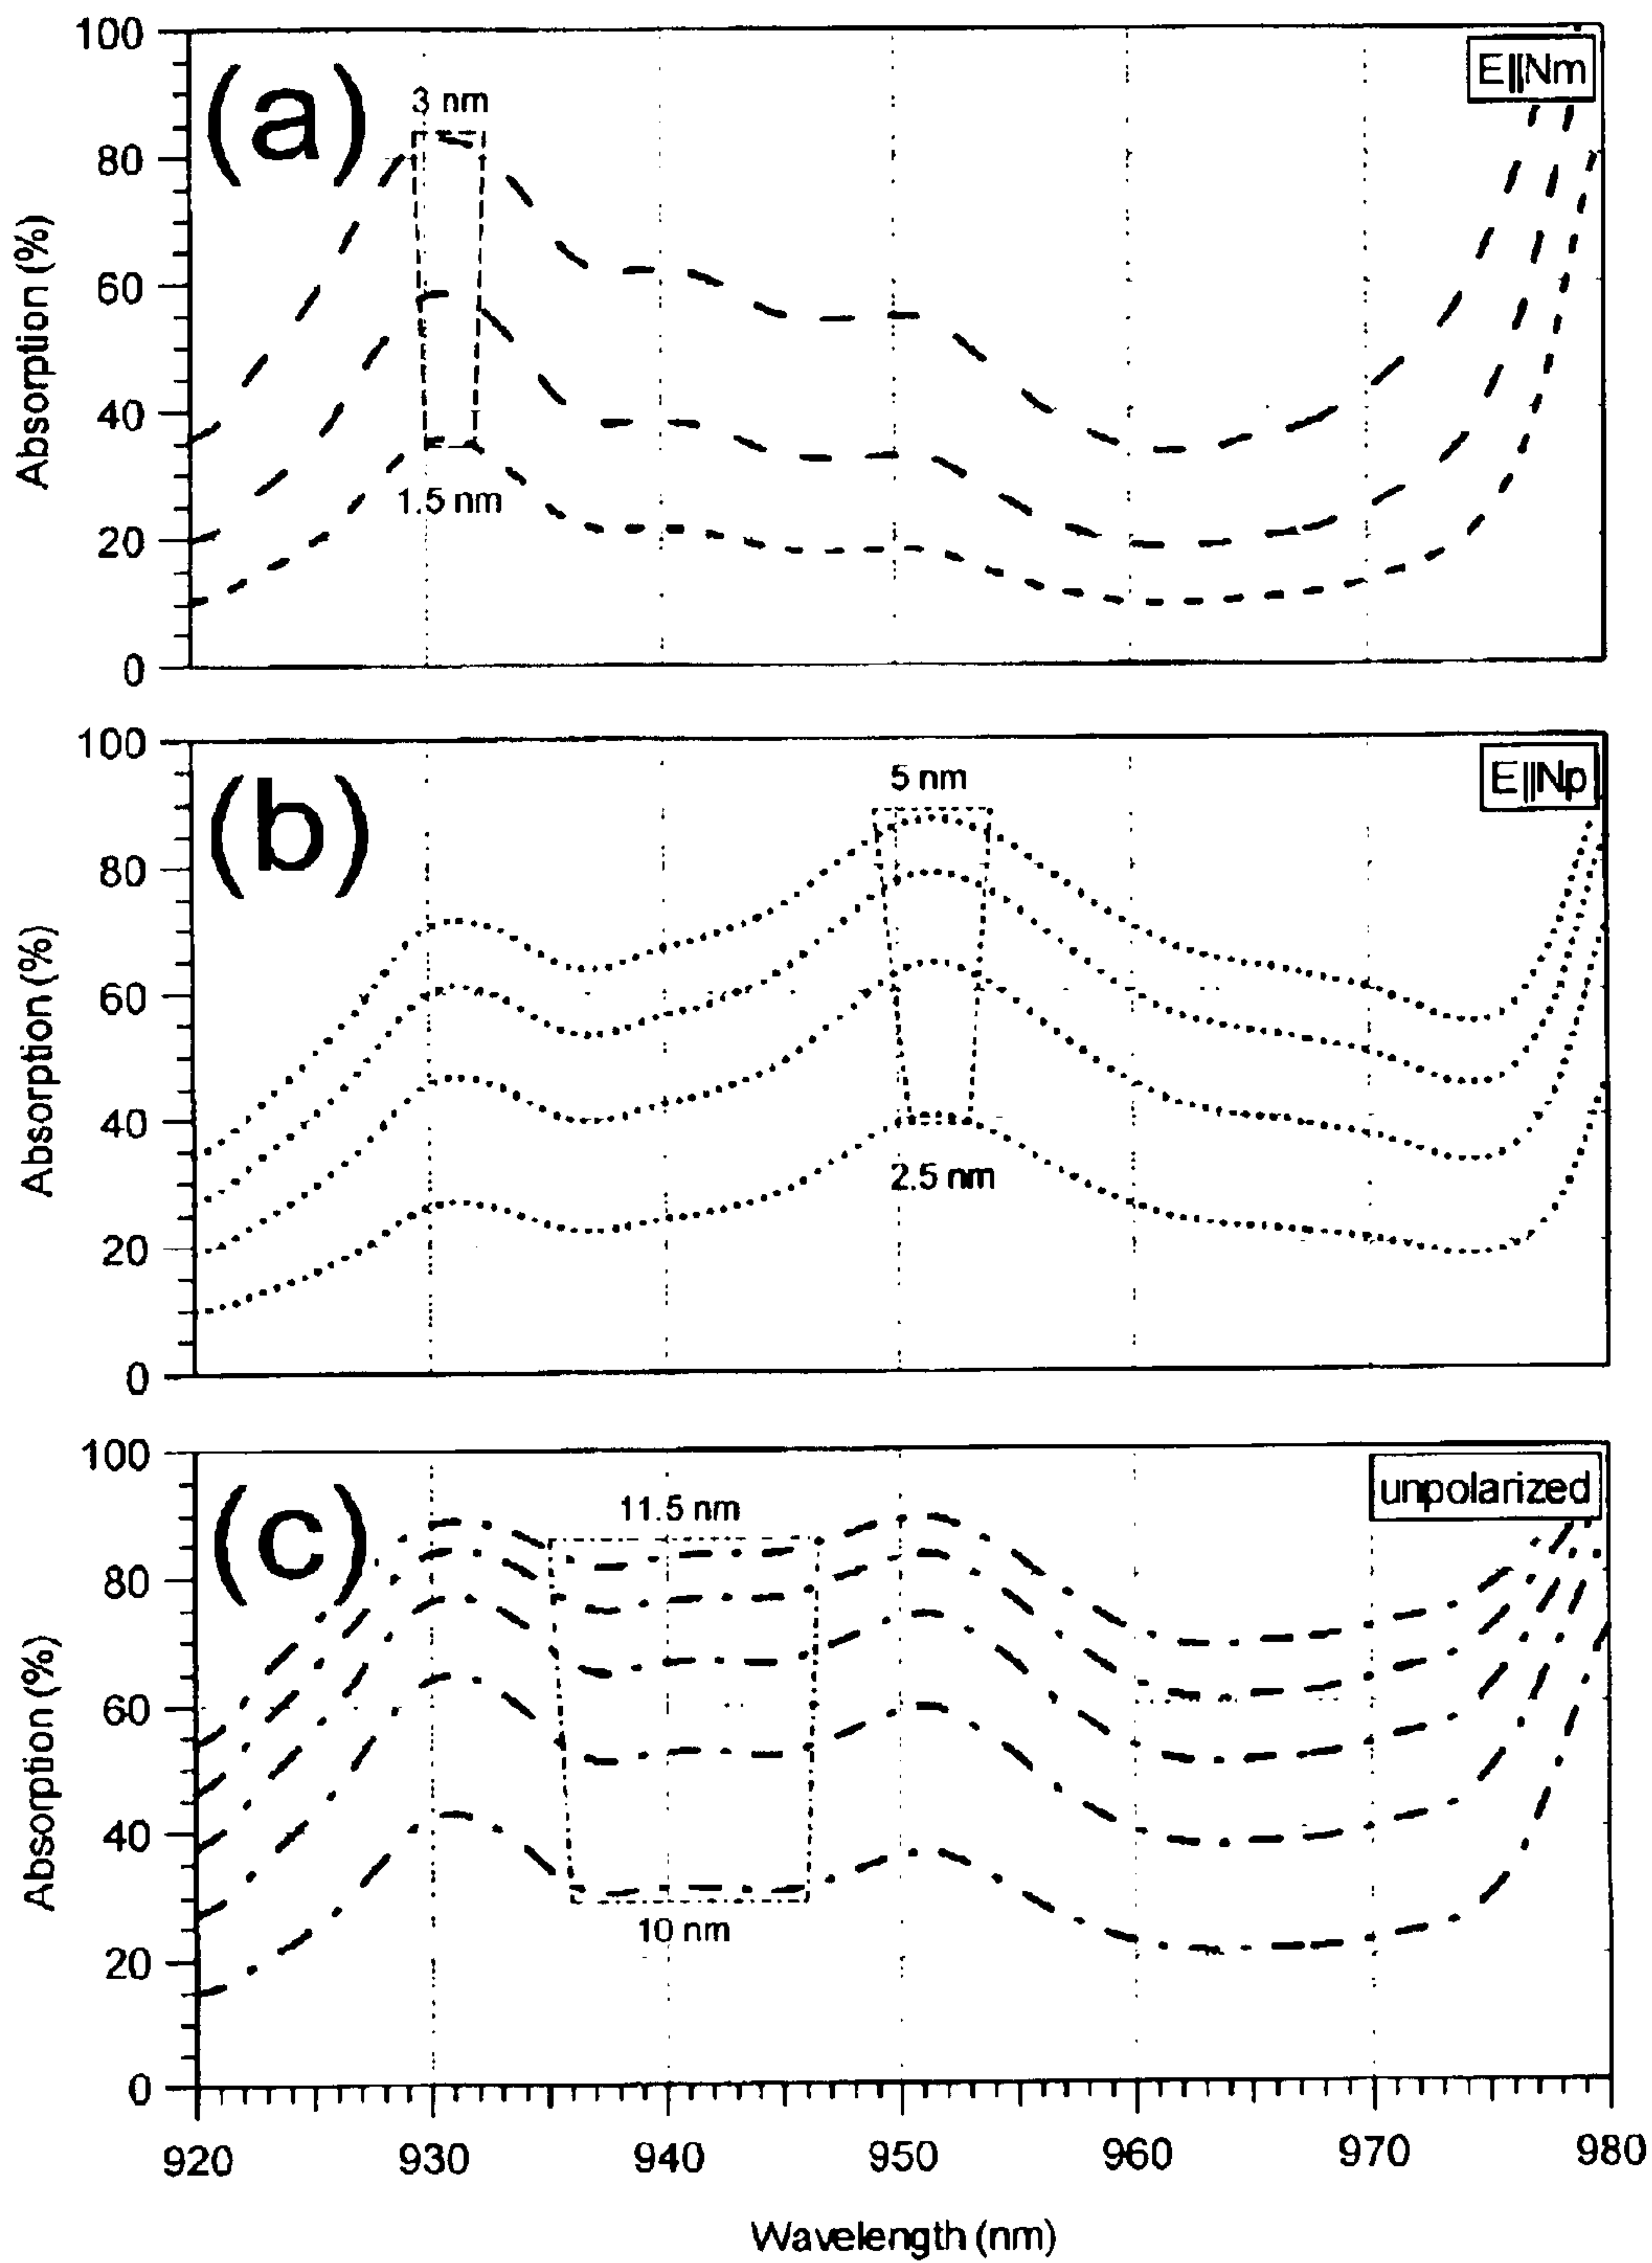 100
80
60
40
20
0
Absorption (%)
(a)
3 nm
1.5 nm
E||Nm
100
80
60
40
20
0
Absorption (%)
(b)
5 nm
2.5 nm
E||Np
100
80
60
40
20
0
Absorption (%)
(c)
11.5 nm
10 nm
unpolarized
920 930 940 950 960 970 980
Wavelength (nm)